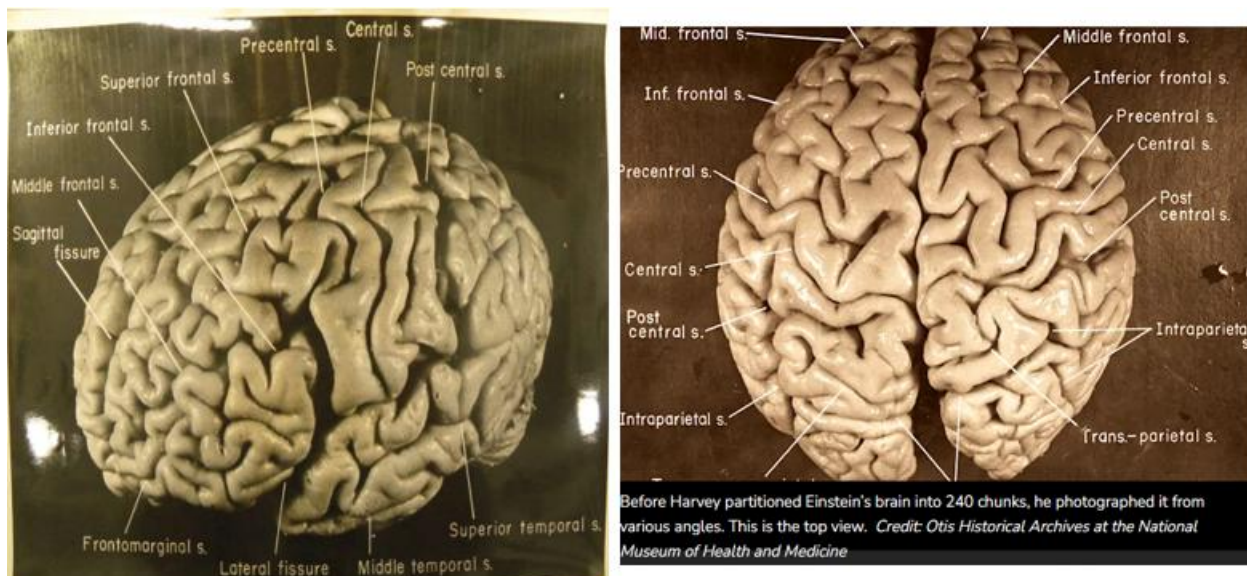 Central s.
Precentral s.
Post central s.
Superior frontal s.
Inferior frontal s.
Middle frontal s.
Sagittal
fissure
Frontomarginal s.
Lateral fissure
Middle temporal s.
Superior temporal s.
Mid. frontal s.
Inf. frontal s.
Precentral s.
Central s.
Post
central s.
Intraparietal s.
Middle frontal s.
Inferior frontal s.
Precentral s.
Central s.
Post
central s.
Intraparieta
s
Trans.-parietal s.
Before Harvey partitioned Einstein's brain into 240 chunks, he photographed it from
various angles. This is the top view. Credit: Otis Historical Archives at the National
Museum of Health and Medicine